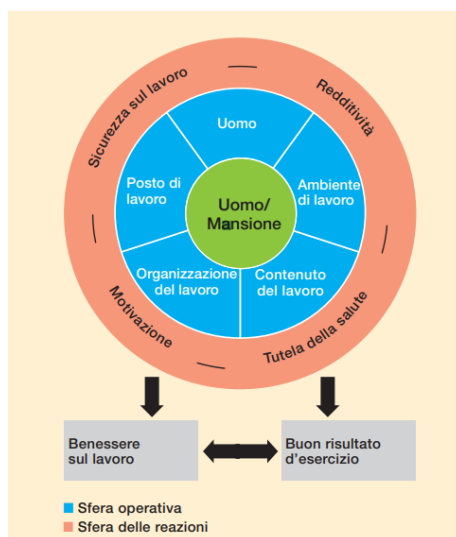 Sicurezza sul lavoro
Redditività
Uomo
Posto di
lavoro
Ambiente
di lavoro
Uomo/
Mansione
Organizzazione
del lavoro
Contenuto
del lavoro
Motivazione
Tutela della salute
Benessere
sul lavoro
Buon risultato
d'esercizio
Sfera operativa
Sfera delle reazioni